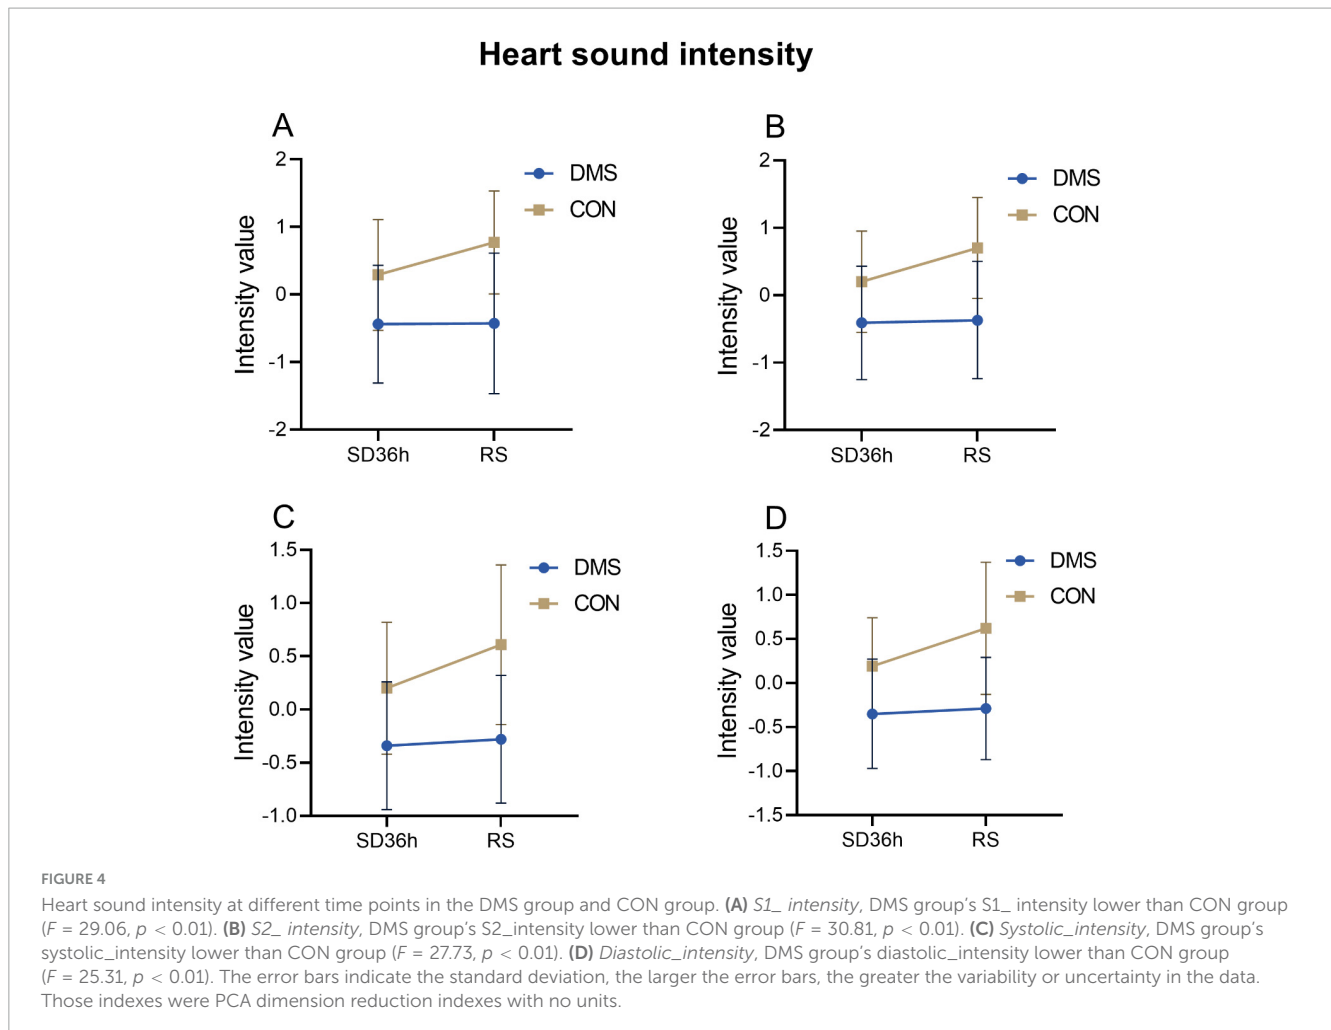 Heart sound intensity
A
2
1
0
-1
-2
Intensity value
SD36h RS
DMS
CON
B
2
1
0
-1
-2
Intensity value
SD36h RS
DMS
CON
C
1.5
1.0
0.5
0.0
-0.5
-1.0
Intensity value
SD36h RS
DMS
CON
D
1.5
1.0
0.5
0.0
-0.5
-1.0
-1.5
Intensity value
SD36h RS
DMS
CON
FIGURE 4
Heart sound intensity at different time points in the DMS group and CON group. (A) S1_ intensity, DMS group's S1_ intensity lower than CON group
(F = 29.06, p < 0.01). (B) S2_ intensity, DMS group's S2_intensity lower than CON group (F = 30.81, p < 0.01). (C) Systolic_intensity, DMS group's
systolic_intensity lower than CON group (F = 27.73, p < 0.01). (D) Diastolic_intensity, DMS group's diastolic_intensity lower than CON group
(F = 25.31, p < 0.01). The error bars indicate the standard deviation, the larger the error bars, the greater the variability or uncertainty in the data.
Those indexes were PCA dimension reduction indexes with no units.